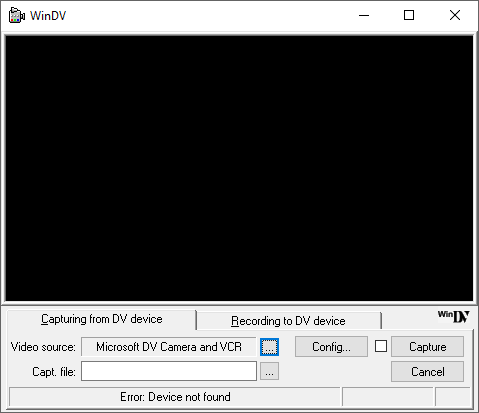 WinDV
Capturing from DV device
Recording to DV device
WinDV
Video source: Microsoft DV Camera and VCR ... Config... Capture
Capt. file: ... Cancel
Error: Device not found